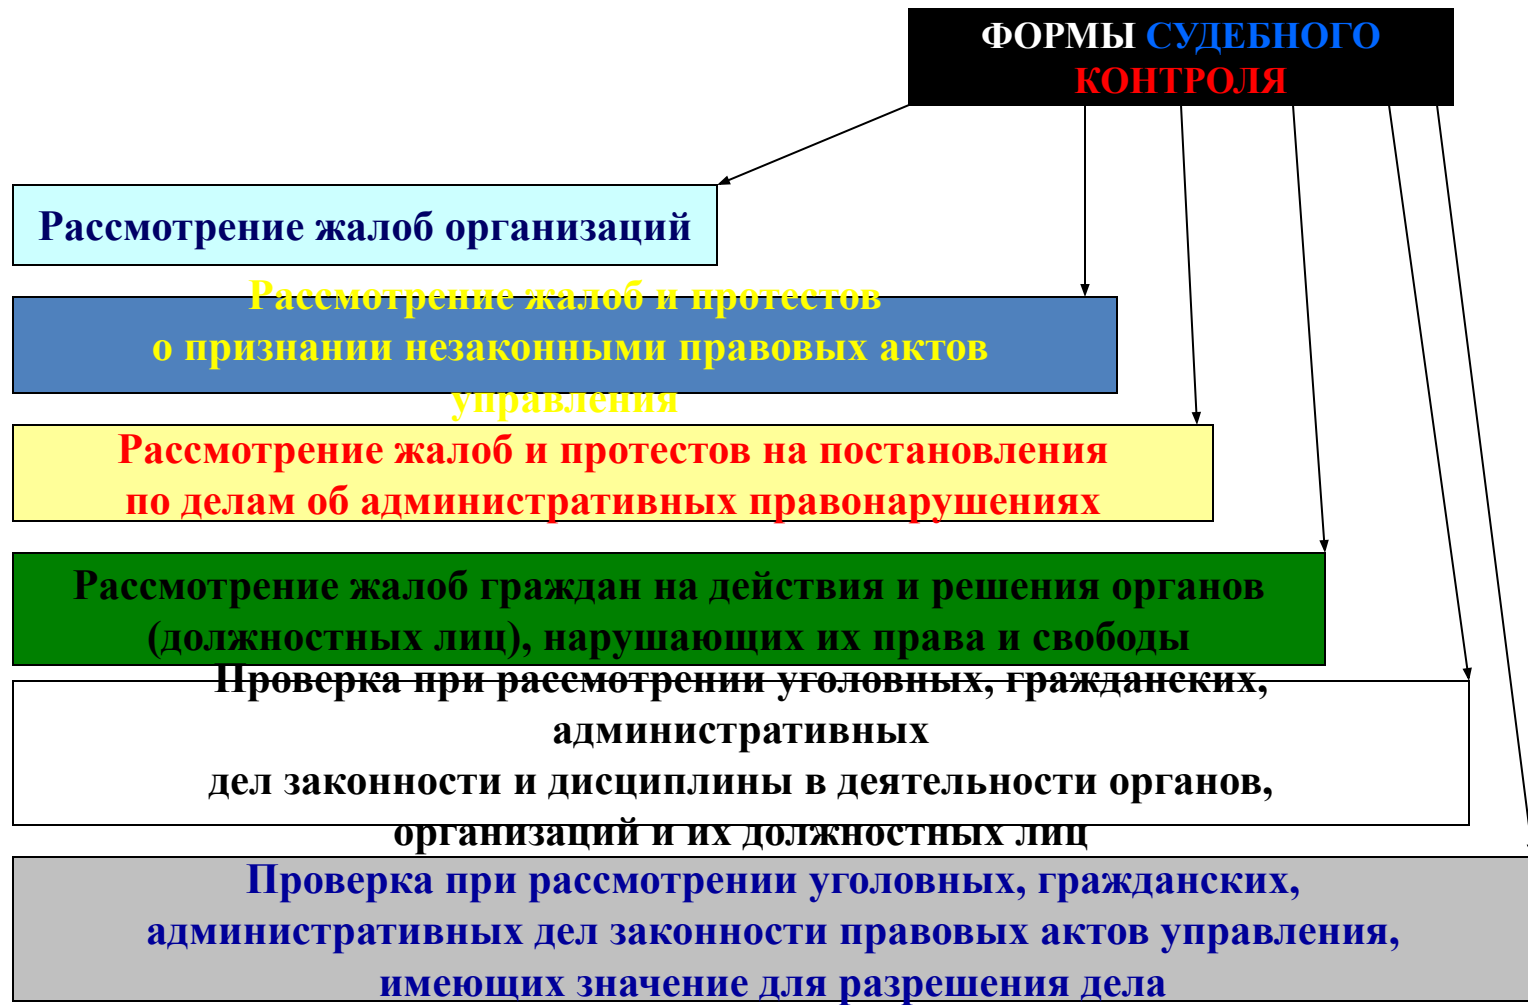 ФОРМЫ СУДЕБНОГО
КОНТРОЛЯ
Рассмотрение жалоб организаций
Рассмотрение жалоб и протестов
о признании незаконными правовых актов
управления
Рассмотрение жалоб и протестов на постановления
по делам об административных правонарушениях
Рассмотрение жалоб граждан на действия и решения органов
(должностных лиц), нарушающих их права и свободы
Проверка при рассмотрении уголовных, гражданских,
административных
дел законности и дисциплины в деятельности органов,
организаций и их должностных лиц
Проверка при рассмотрении уголовных, гражданских,
административных дел законности правовых актов управления,
имеющих значение для разрешения дела